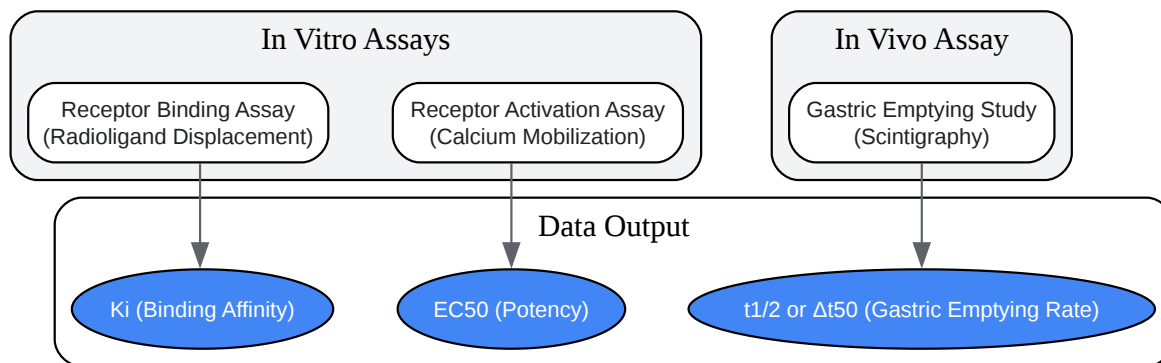 In Vitro Assays
In Vivo Assay
Receptor Binding Assay
(Radioligand Displacement)
Receptor Activation Assay
(Calcium Mobilization)
Gastric Emptying Study
(Scintigraphy)
Data Output
Ki (Binding Affinity)
EC50 (Potency)
t1/2 or Δt50 (Gastric Emptying Rate)